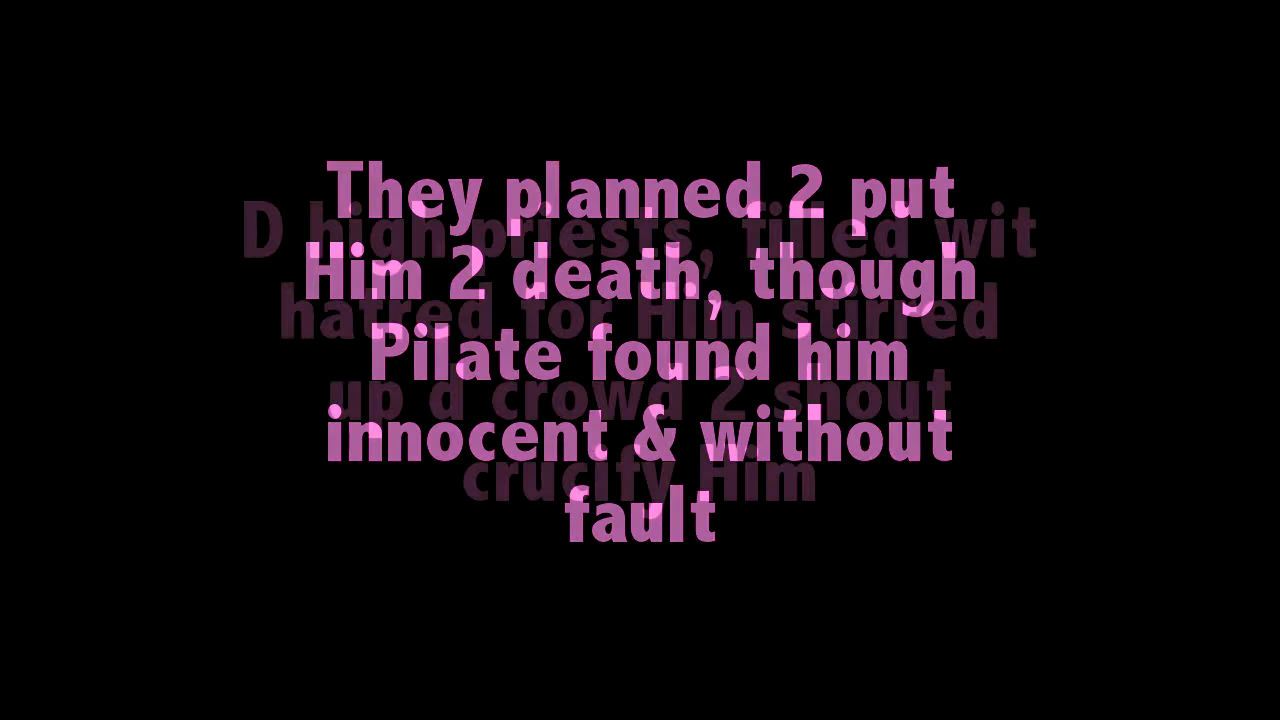 They planned 2 put
Him 2 death, though
Pilate found him
innocent & without
fault
D high priests, filled wit
hatred for Him stirred
up d crowd 2 shout
crucify Him